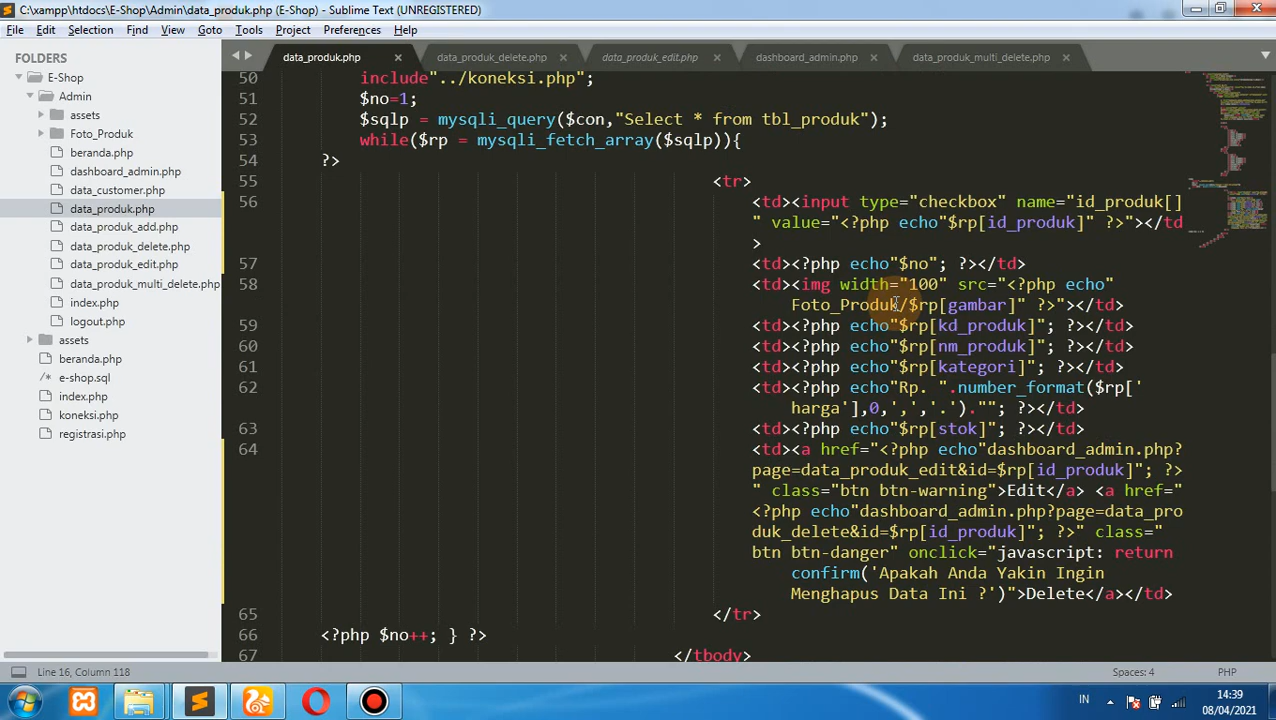 C:\xampp\htdocs\E-Shop\Admin\data_produk.php (E-Shop) - Sublime Text (UNREGISTERED)
File Edit Selection Find View Goto Tools Project Preferences Help
FOLDERS
E-Shop
Admin
assets
Foto_Produk
beranda.php
dashboard_admin.php
data_customer.php
data_produk.php
data_produk_add.php
data_produk_delete.php
data_produk_edit.php
data_produk_multi_delete.php
index.php
logout.php
assets
beranda.php
/* e-shop.sql
index.php
koneksi.php
registrasi.php
data_produk.php data_produk_delete.php data_produk_edit.php dashboard_admin.php data_produk_multi_delete.php
50 include"../koneksi.php";
51 $no=1;
52 $sqlp = mysqli_query($con,"Select * from tbl_produk");
53 while($rp = mysqli_fetch_array($sqlp)){
54 ?>
55 <tr>
56 <td><input type="checkbox" name="id_produk[]
" value="<?php echo"$rp[id_produk]" ?>"></td
>
57 <td><?php echo"$no"; ?></td>
58 <td><img width="100" src="<?php echo"
Foto_Produk/$rp[gambar]" ?>"></td>
59 <td><?php echo"$rp[kd_produk]"; ?></td>
60 <td><?php echo"$rp[nm_produk]"; ?></td>
61 <td><?php echo"$rp[kategori]"; ?></td>
62 <td><?php echo"Rp. ".number_format($rp['
harga'],0,',','.').""; ?></td>
63 <td><?php echo"$rp[stok]"; ?></td>
64 <td><a href="<?php echo"dashboard_admin.php?
page=data_produk_edit&id=$rp[id_produk]"; ?>
" class="btn btn-warning">Edit</a> <a href="
<?php echo"dashboard_admin.php?page=data_pro
duk_delete&id=$rp[id_produk]"; ?>" class="
btn btn-danger" onclick="javascript: return
confirm('Apakah Anda Yakin Ingin
Menghapus Data Ini ?')">Delete</a></td>
65 </tr>
66 <?php $no++; } ?>
67 </tbody>
Line 16, Column 118 Spaces: 4 PHP
IN 14:39
08/04/2021